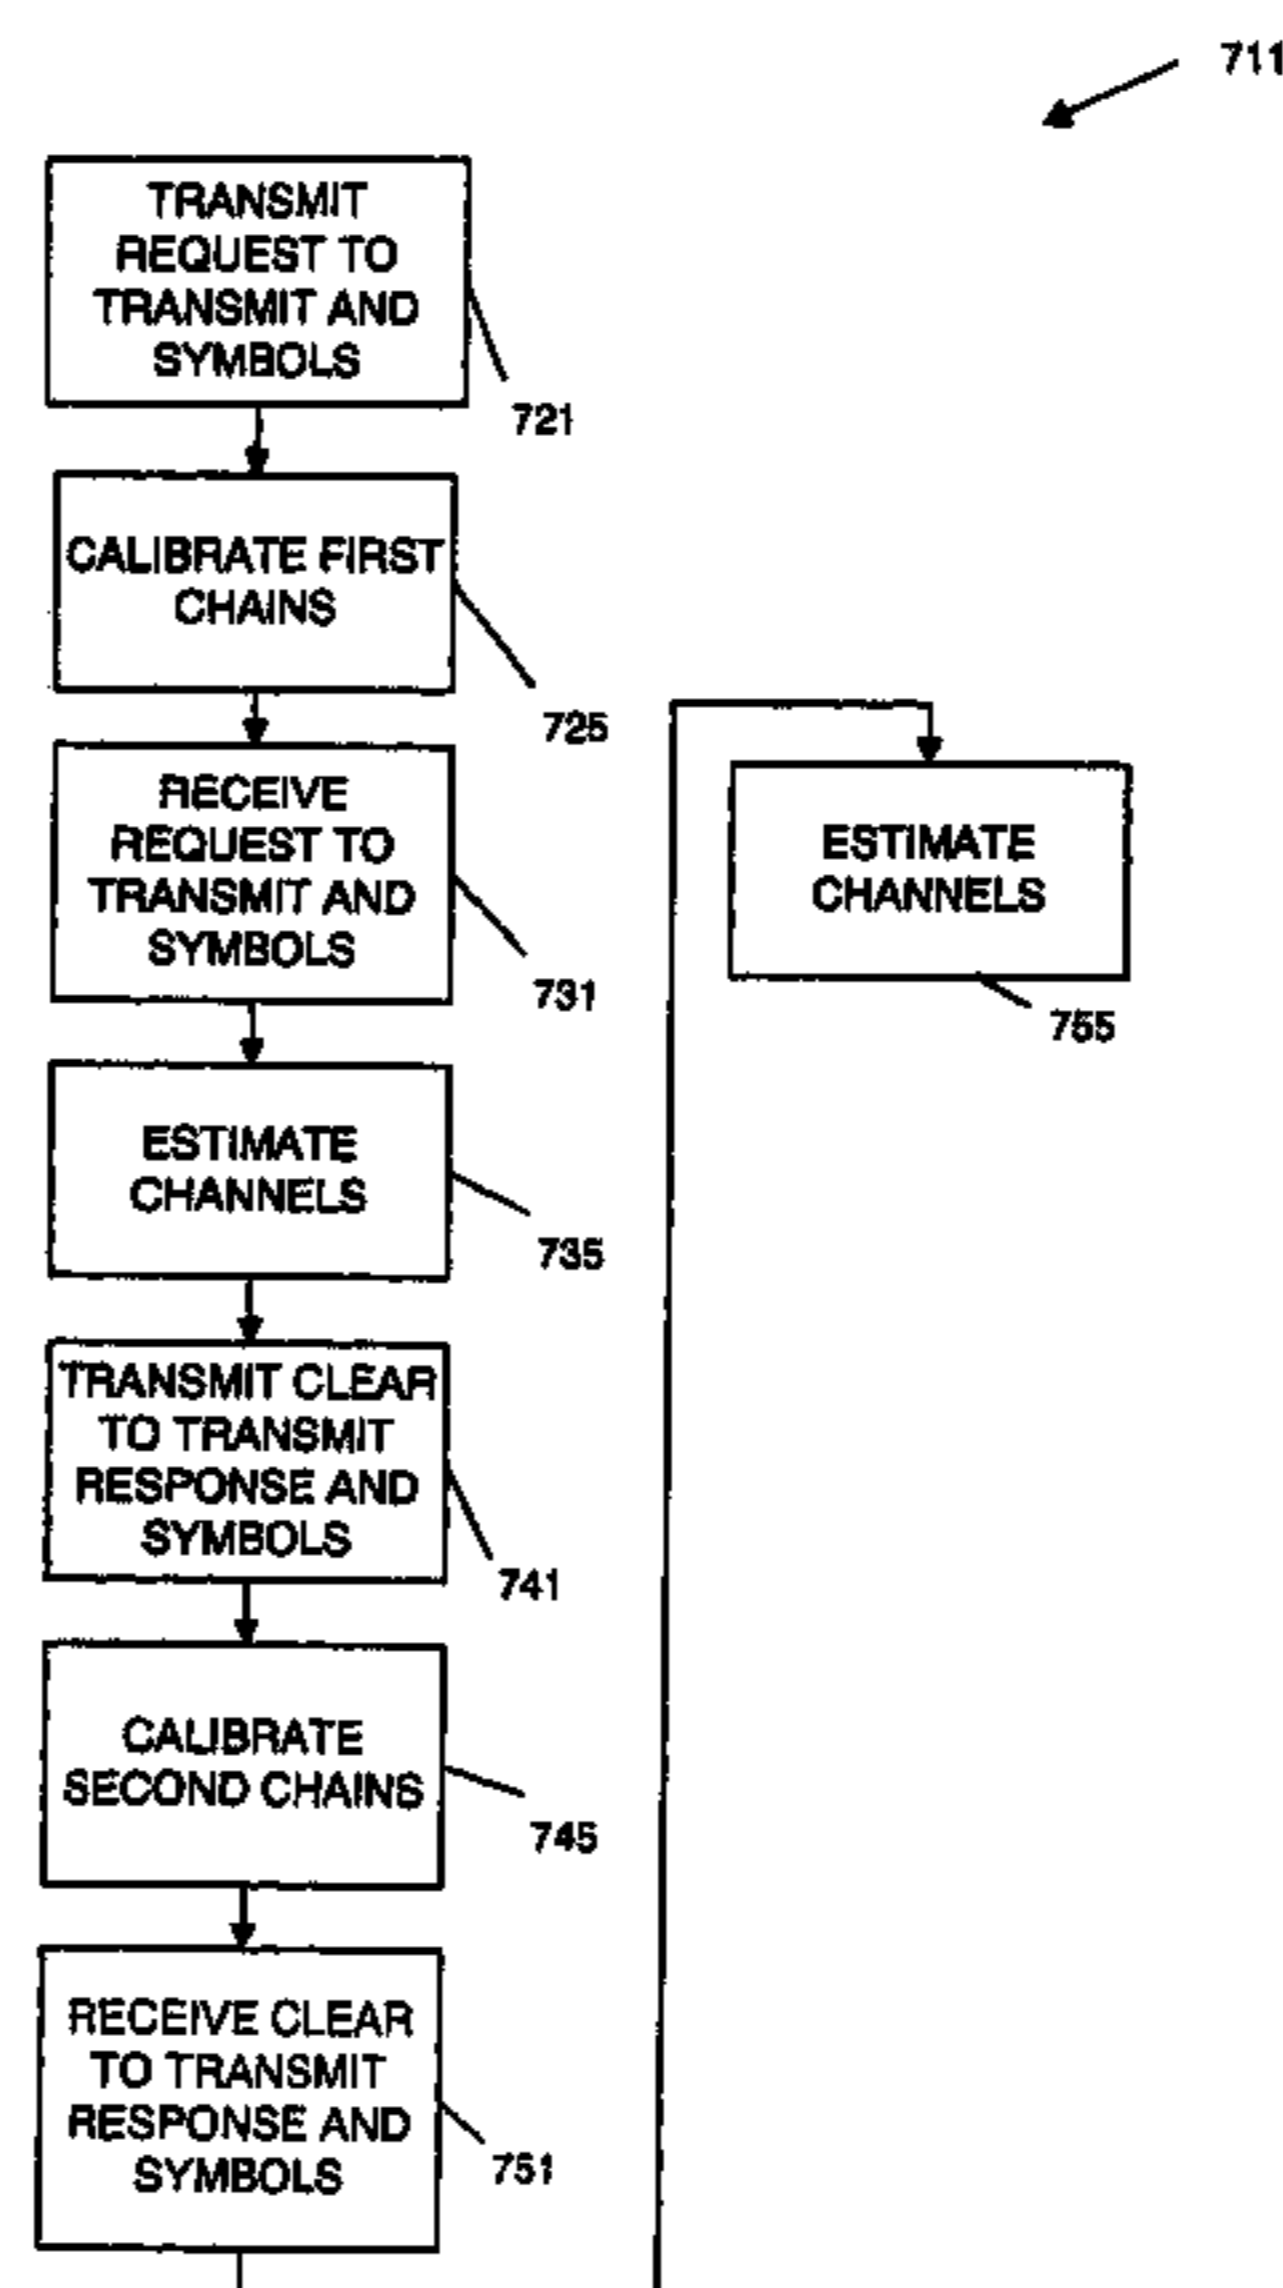 711
TRANSMIT
REQUEST TO
TRANSMIT AND
SYMBOLS
721
CALIBRATE FIRST
CHAINS
725
RECEIVE
REQUEST TO
TRANSMIT AND
SYMBOLS
731
ESTIMATE
CHANNELS
735
TRANSMIT CLEAR
TO TRANSMIT
RESPONSE AND
SYMBOLS
741
CALIBRATE
SECOND CHAINS
745
RECEIVE CLEAR
TO TRANSMIT
RESPONSE AND
SYMBOLS
751
ESTIMATE
CHANNELS
755